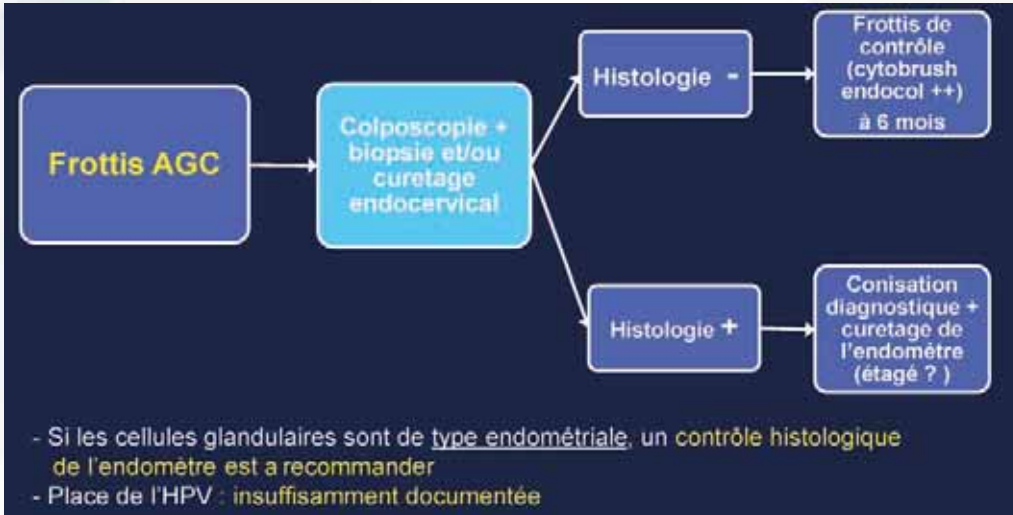 Frottis AGC
Colposcopie +
biopsie et/ou
curetage
endocervical
Histologie -
Frottis de
contrôle
(cytobrush
endocol ++)
à 6 mois
Histologie +
Conisation
diagnostique +
curetage de
l'endomètre
(étagé ? )
- Si les cellules glandulaires sont de type endométriale, un contrôle histologique
de l'endomètre est a recommander
- Place de l'HPV : insuffisamment documentée